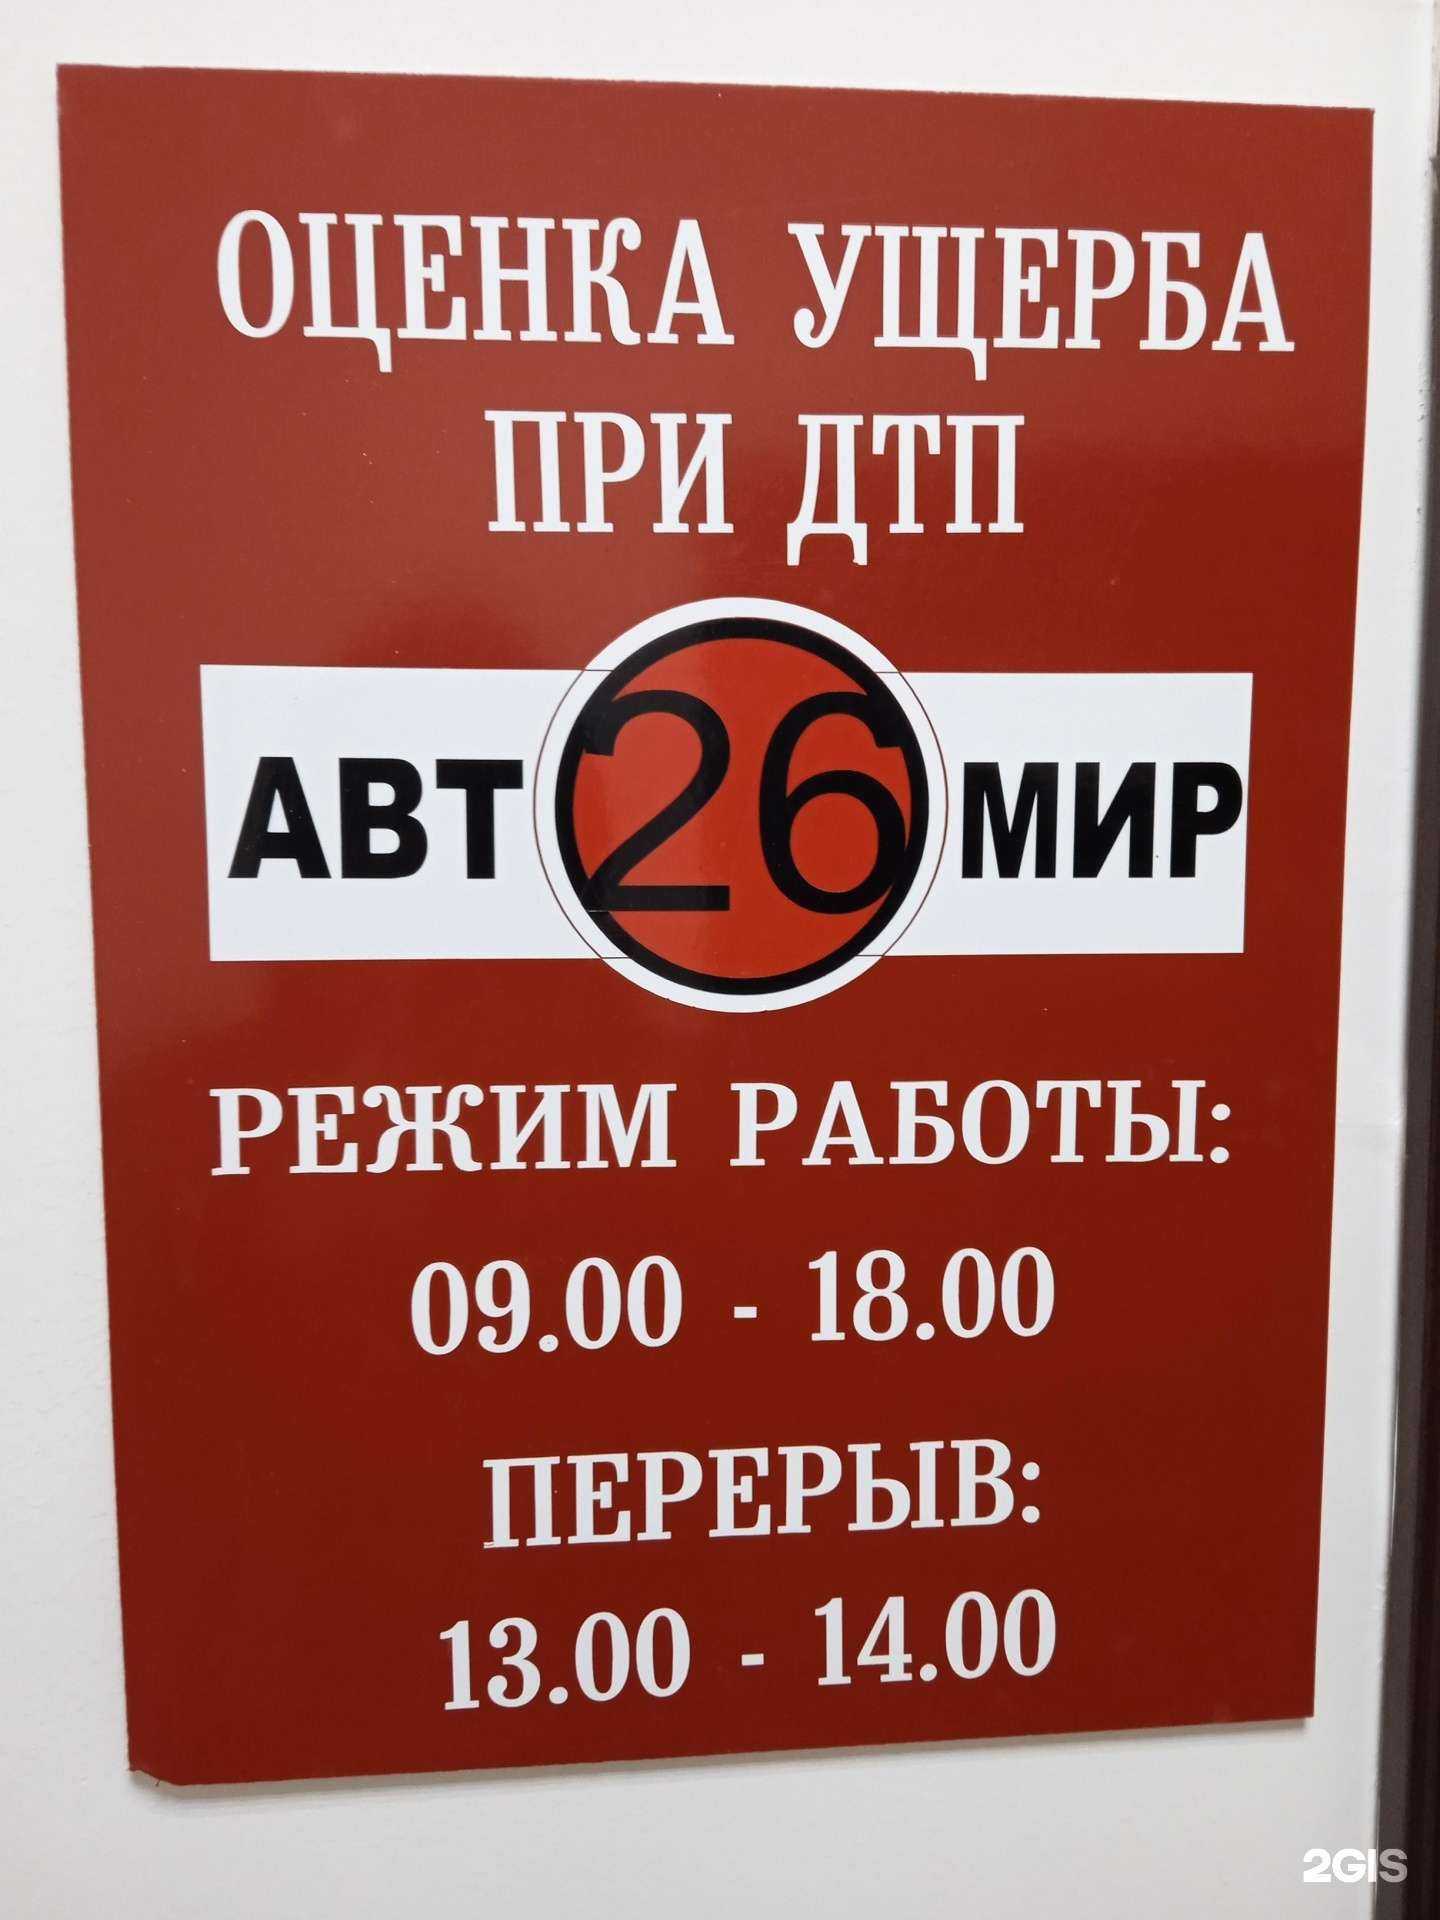 ОЦЕНКА УЩЕРБА
ПРИ ДТП
АВТ 26 МИР
РЕЖИМ РАБОТЫ:
09.00 - 18.00
ПЕРЕРЫВ:
13.00 - 14.00
2GIS